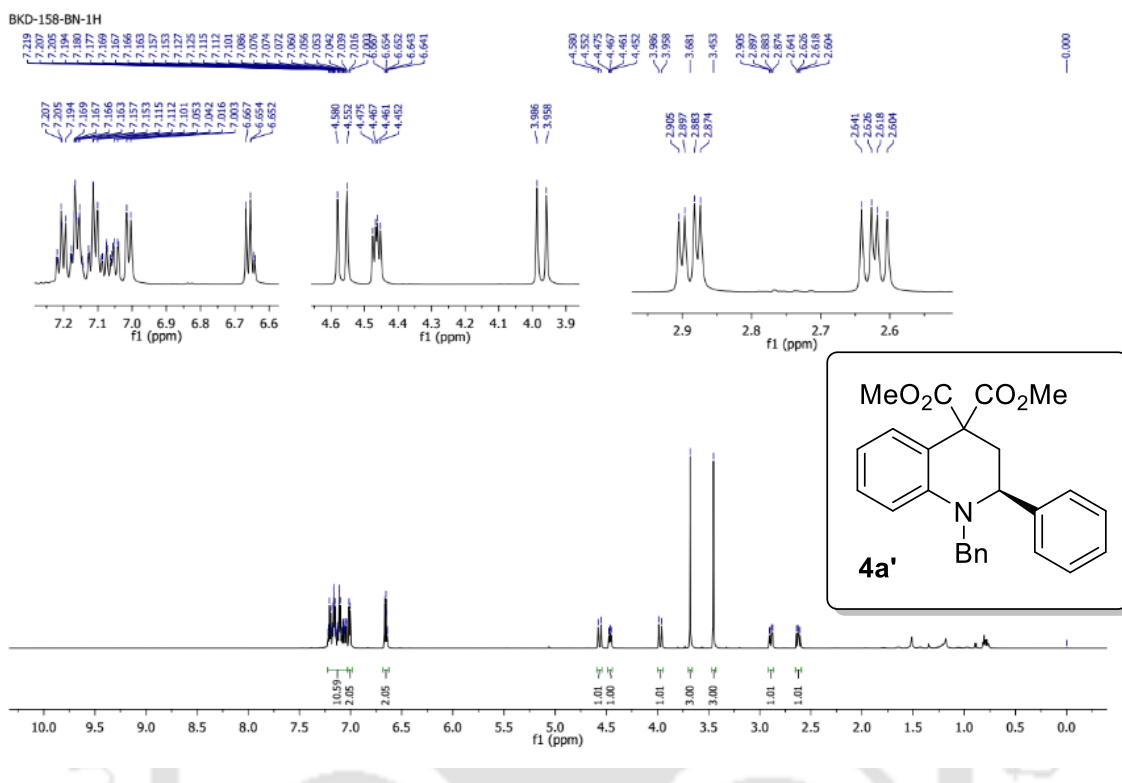 BKD-158-BN-1H
7.219 7.207 7.205 7.194 7.180 7.177 7.169 7.167 7.166 7.163 7.157 7.153 7.127 7.125 7.115 7.112 7.101 7.086 7.076 7.074 7.072 7.060 7.056 7.053 7.042 7.039 7.016 7.003 6.667 6.654 6.652 6.643 6.641
4.580 4.552 4.475 4.467 4.461 4.452 3.986 3.958 3.681 3.453
2.905 2.897 2.883 2.874 2.641 2.626 2.618 2.604
0.000
7.207 7.205 7.194 7.169 7.167 7.166 7.163 7.157 7.153 7.115 7.112 7.101 7.053 7.042 7.016 7.003 6.667 6.654 6.652
4.580 4.552 4.475 4.467 4.461 4.452 3.986 3.958
2.905 2.897 2.883 2.874 2.641 2.626 2.618 2.604
7.2 7.1 7.0 6.9 6.8 6.7 6.6
f1 (ppm)
4.6 4.5 4.4 4.3 4.2 4.1 4.0 3.9
f1 (ppm)
2.9 2.8 2.7 2.6
f1 (ppm)
MeO2C CO2Me
N
Bn
4a'
10.59 2.05 2.05 1.01 1.00 1.01 3.00 3.00 1.01 1.01
10.0 9.5 9.0 8.5 8.0 7.5 7.0 6.5 6.0 5.5 5.0 4.5 4.0 3.5 3.0 2.5 2.0 1.5 1.0 0.5 0.0
f1 (ppm)